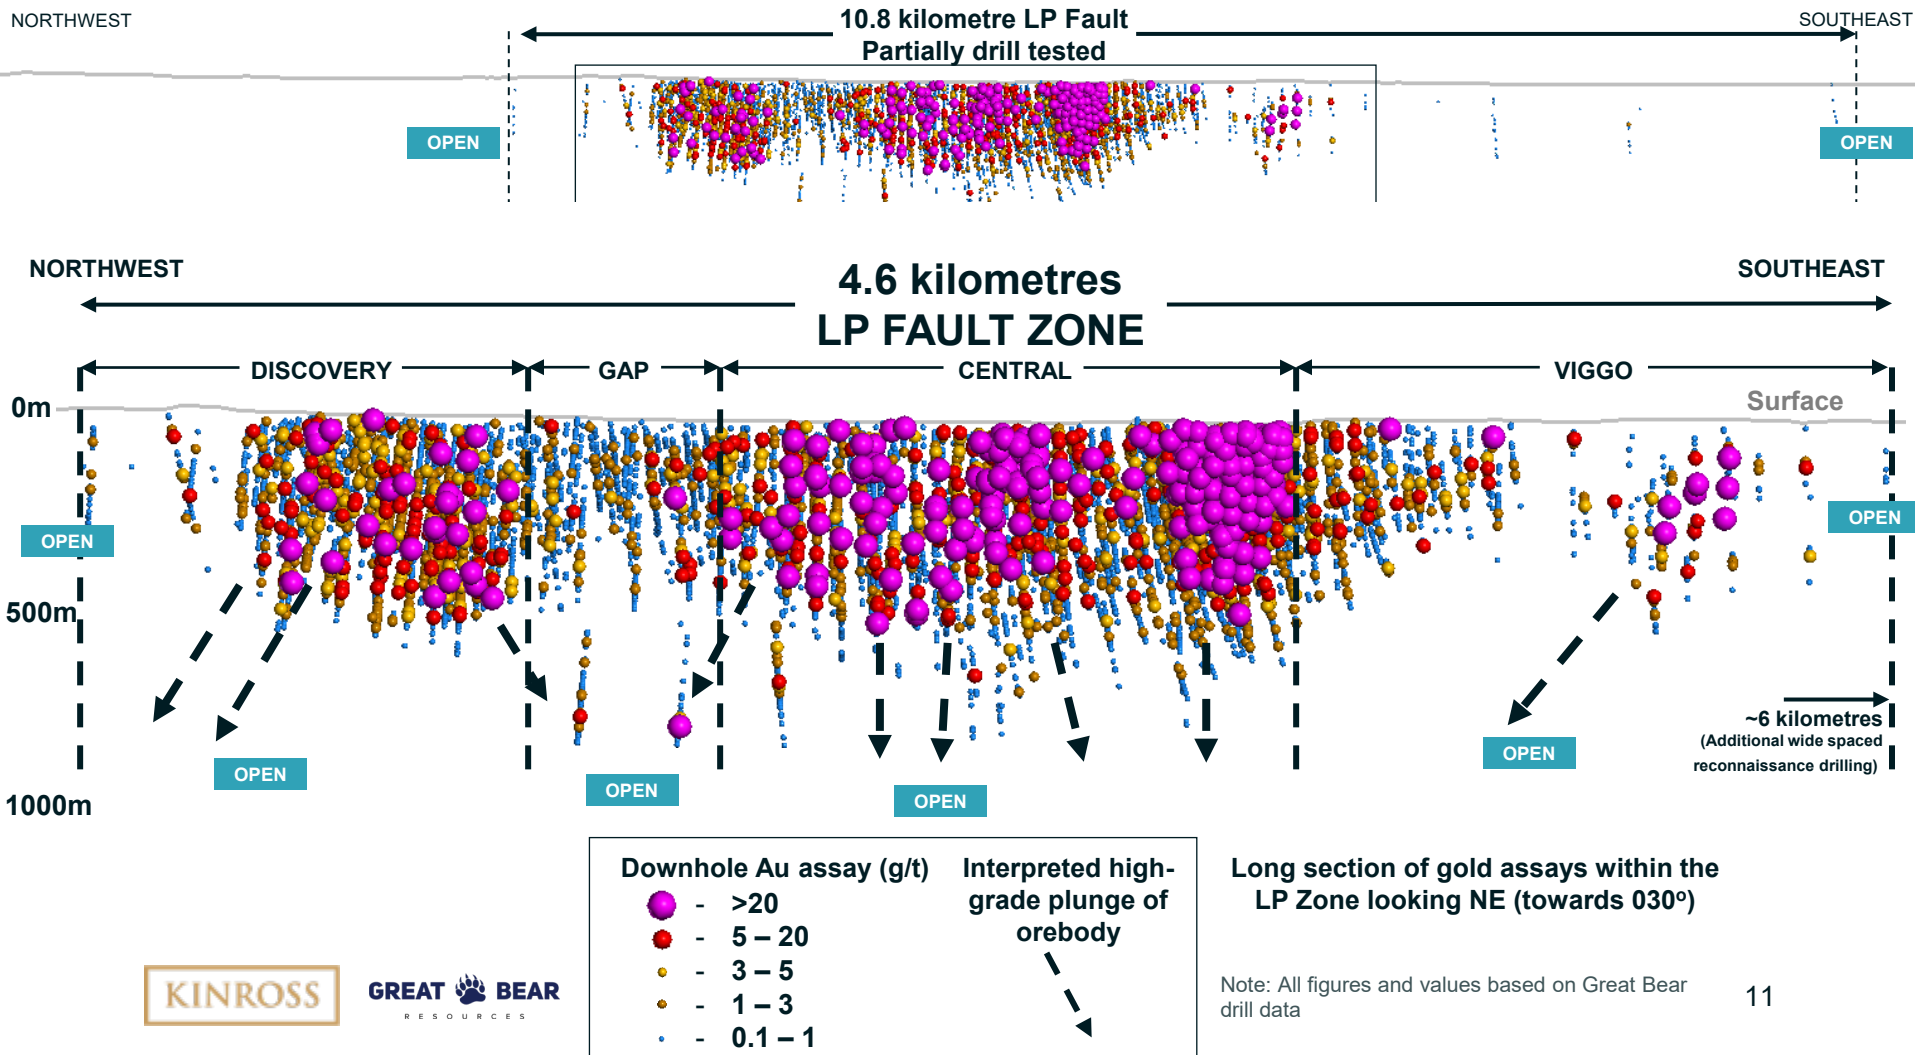 NORTHWEST
10.8 kilometre LP Fault
Partially drill tested
SOUTHEAST
OPEN
OPEN
NORTHWEST
4.6 kilometres
LP FAULT ZONE
SOUTHEAST
DISCOVERY
GAP
CENTRAL
VIGGO
0m
Surface
OPEN
OPEN
500m
~6 kilometres
(Additional wide spaced
reconnaissance drilling)
OPEN
OPEN
OPEN
OPEN
1000m
Downhole Au assay (g/t)
- >20
- 5 – 20
- 3 – 5
- 1 – 3
- 0.1 – 1
Interpreted high-
grade plunge of
orebody
Long section of gold assays within the
LP Zone looking NE (towards 030º)
KINROSS
GREAT BEAR
RESOURCES
Note: All figures and values based on Great Bear
drill data
11